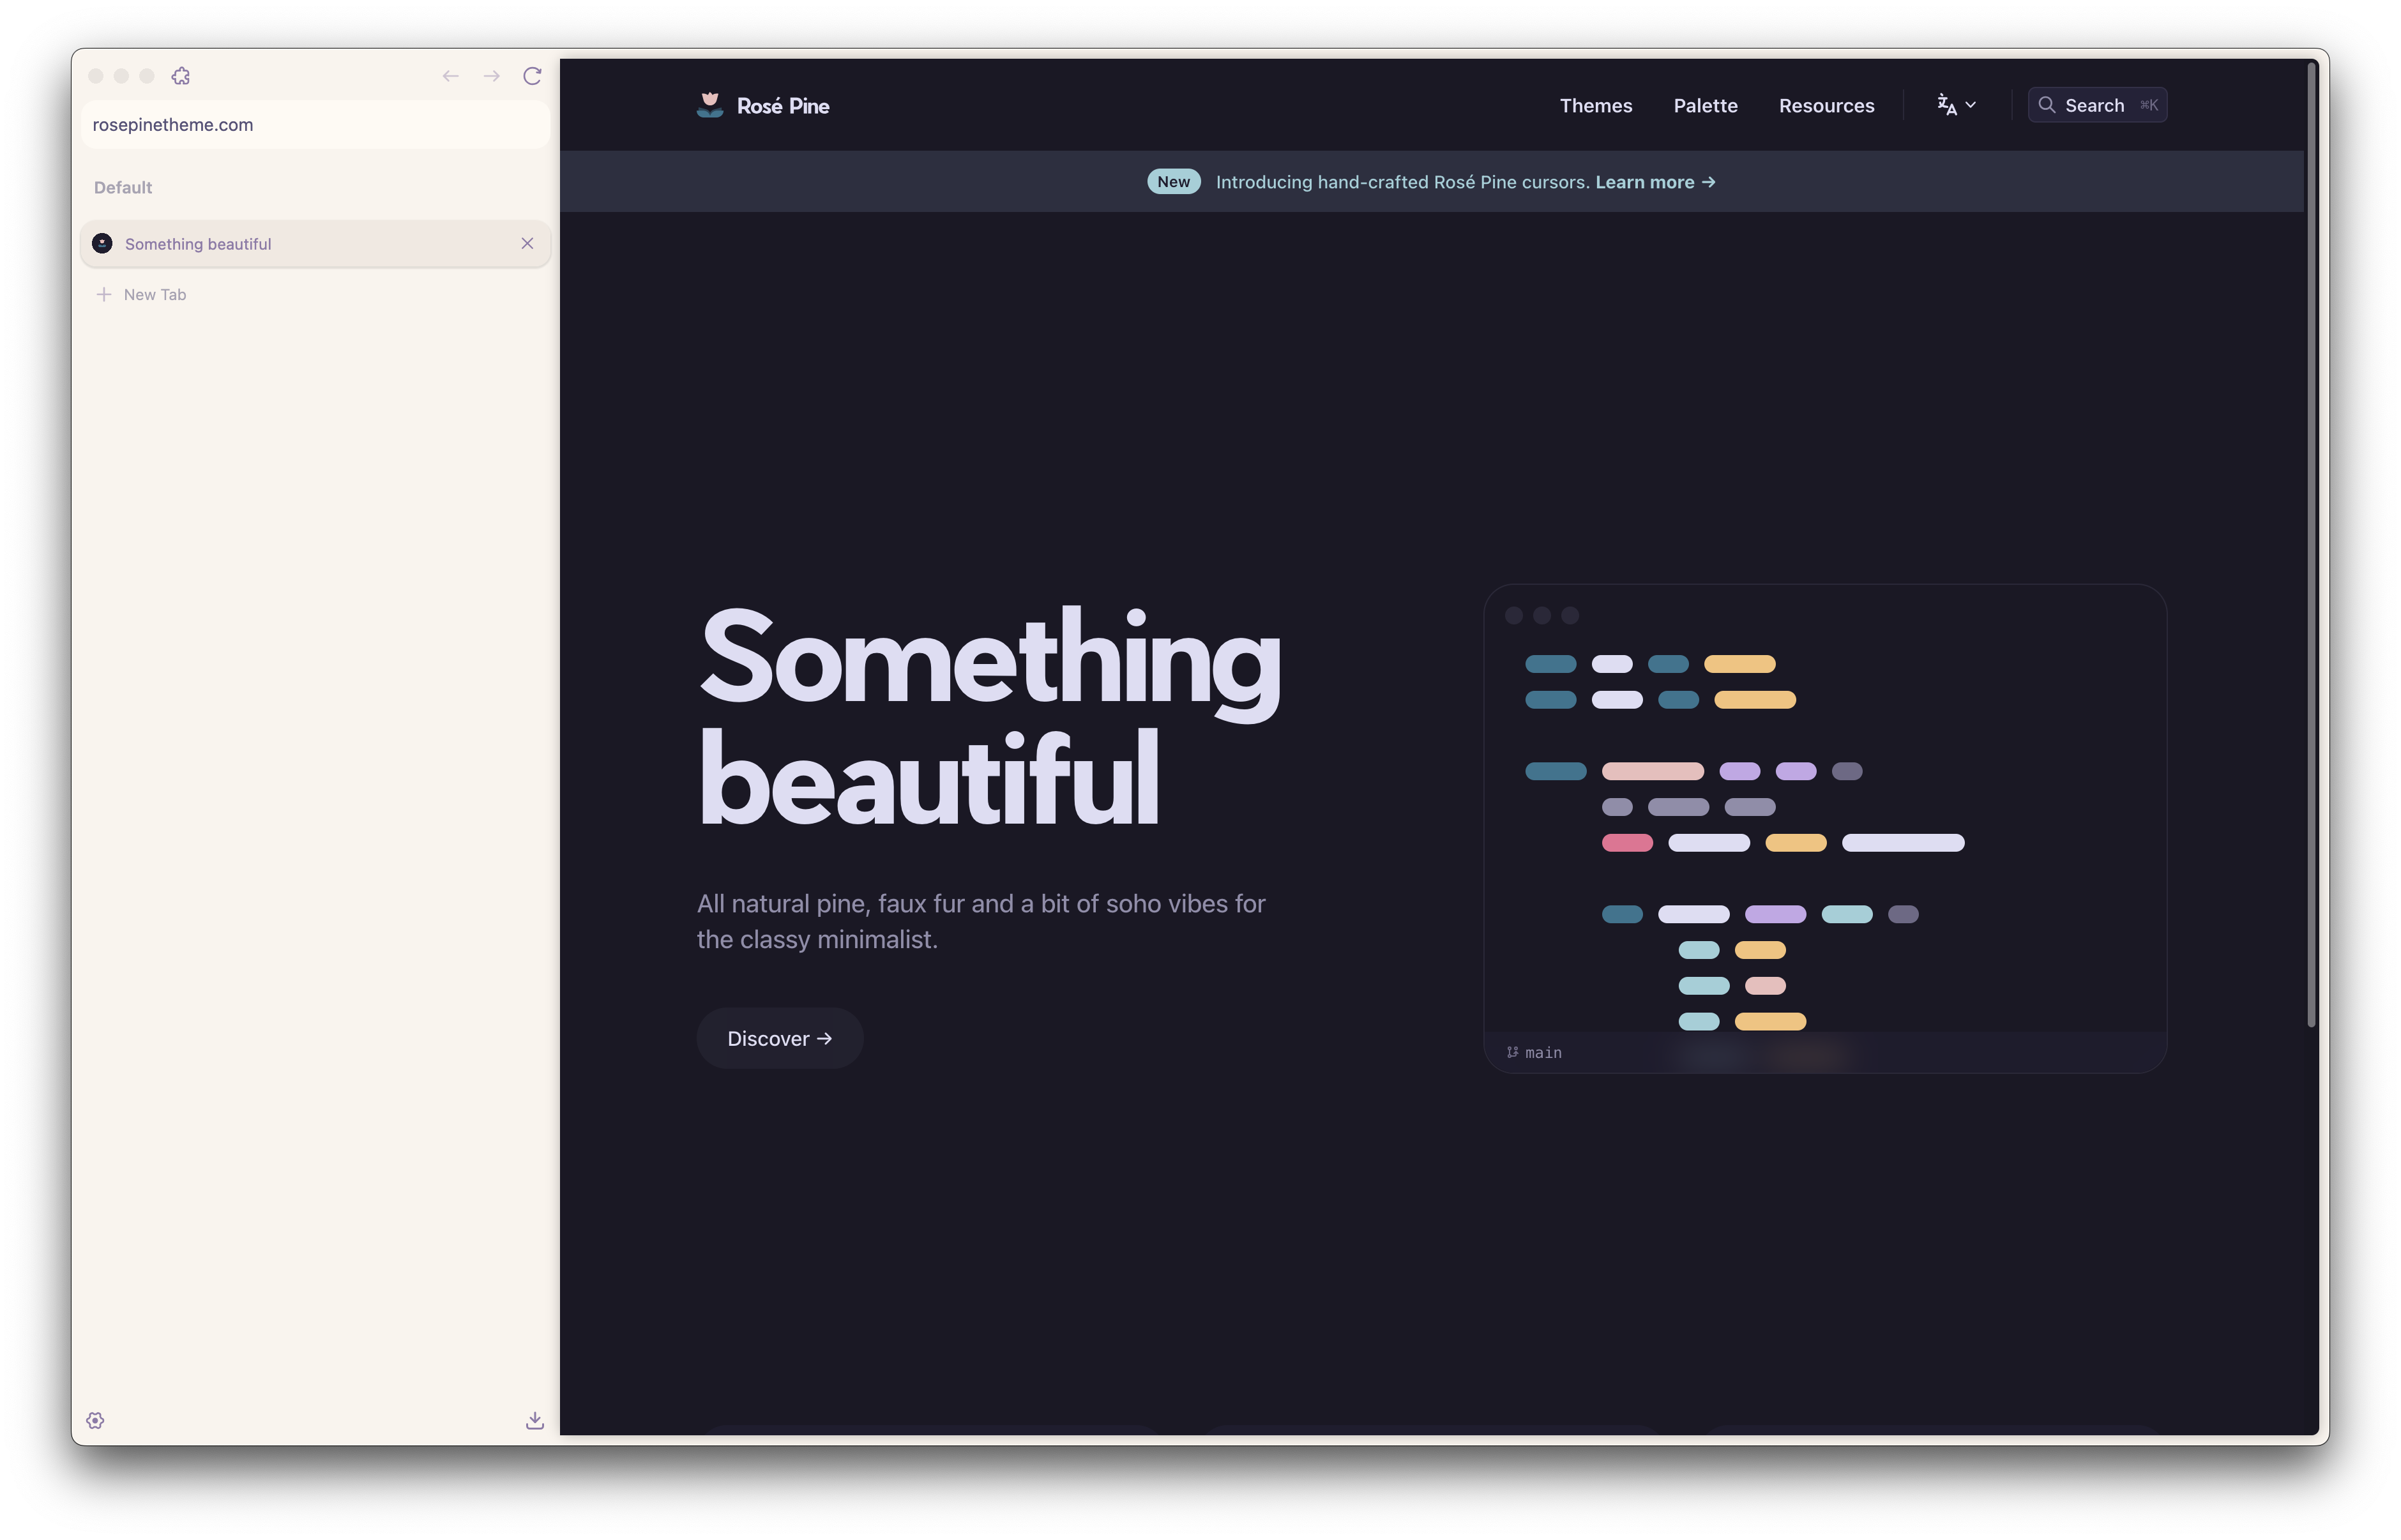 rosepinetheme.com
Default
Something beautiful
New Tab
Rosé Pine
Themes
Palette
Resources
Search ⌘K
New Introducing hand-crafted Rosé Pine cursors. Learn more →
Something
beautiful
All natural pine, faux fur and a bit of soho vibes for
the classy minimalist.
Discover →
main